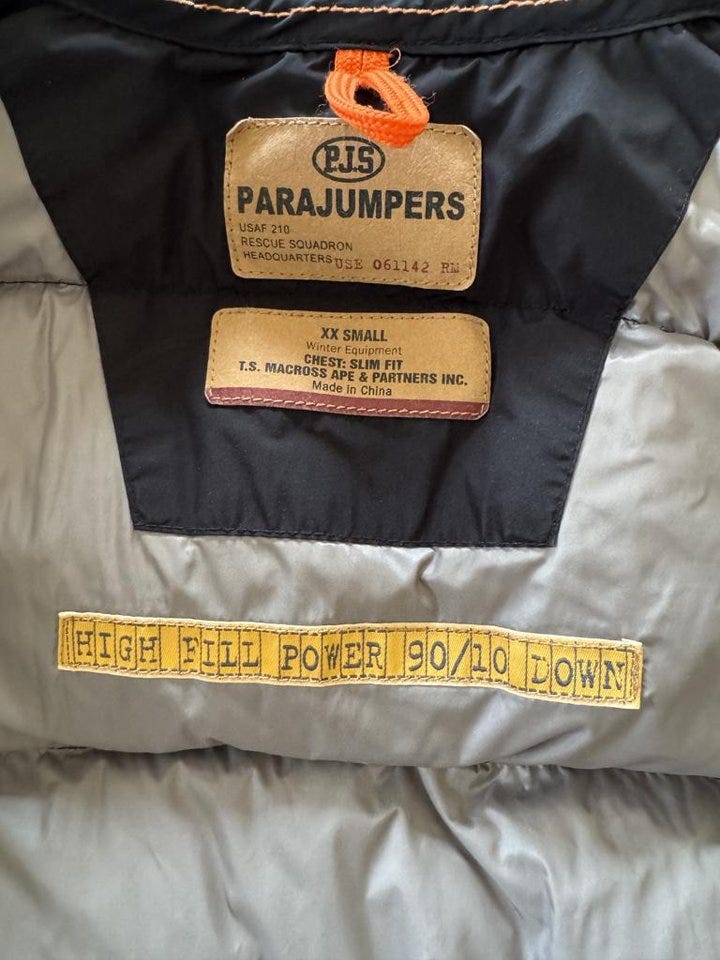 P.J.S
PARAJUMPERS
USAF 210
RESCUE SQUADRON
HEADQUARTERS USE 061142 RM
XX SMALL
Winter Equipment
CHEST: SLIM FIT
T.S. MACROSS APE & PARTNERS INC.
Made in China
HIGH FILL POWER 90/10 DOWN